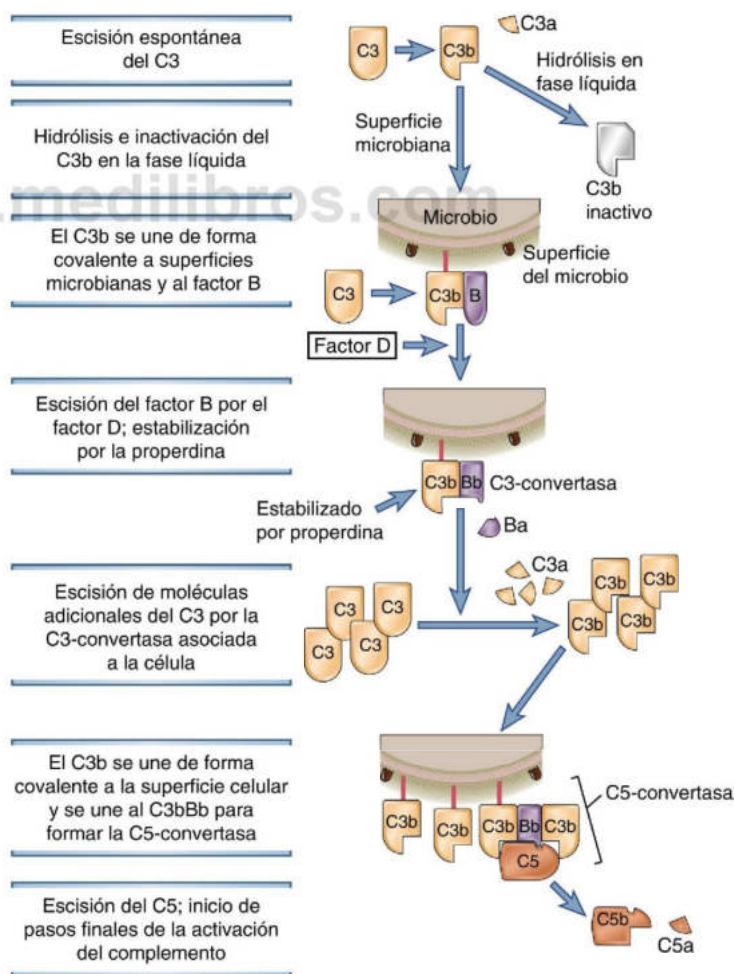 Escisión espontánea
del C3
C3
C3b
C3a
Hidrólisis en
fase líquida
Superficie
microbiana
C3b
inactivo
Hidrólisis e inactivación del
C3b en la fase líquida
.medilibros.com
El C3b se une de forma
covalente a superficies
microbianas y al factor B
Microbio
Superficie
del microbio
C3
C3b
B
Factor D
Escisión del factor B por el
factor D; estabilización
por la properdina
C3b
Bb
C3-convertasa
Estabilizado
por properdina
Ba
Escisión de moléculas
adicionales del C3 por la
C3-convertasa asociada
a la célula
C3
C3
C3
C3
C3a
C3b
C3b
C3b
C3b
El C3b se une de forma
covalente a la superficie celular
y se une al C3bBb para
formar la C5-convertasa
C5-convertasa
C3b
C3b
C3b
Bb
C3b
C5
Escisión del C5; inicio de
pasos finales de la activación
del complemento
C5b
C5a